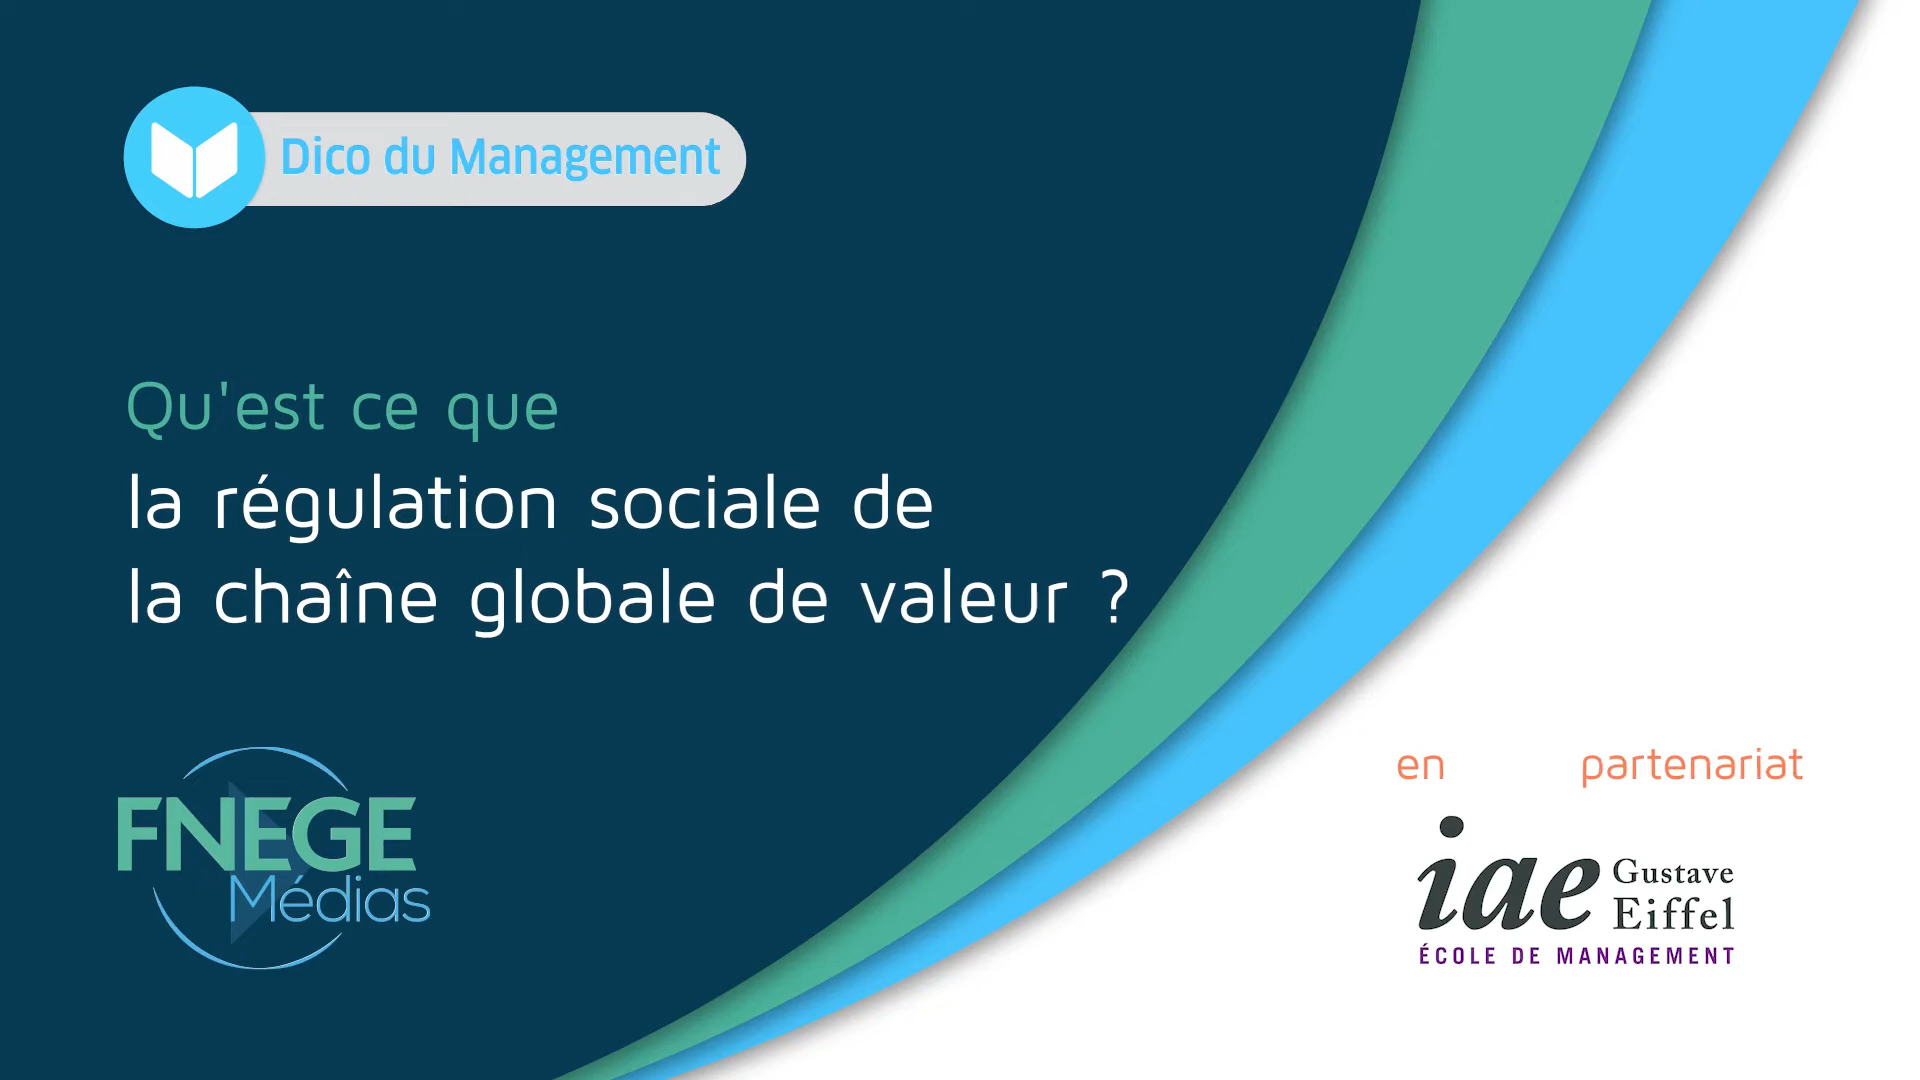 Dico du Management
Qu'est ce que
la régulation sociale de
la chaîne globale de valeur ?
FNEGE
Médias
en partenariat
iae Gustave
Eiffel
ÉCOLE DE MANAGEMENT